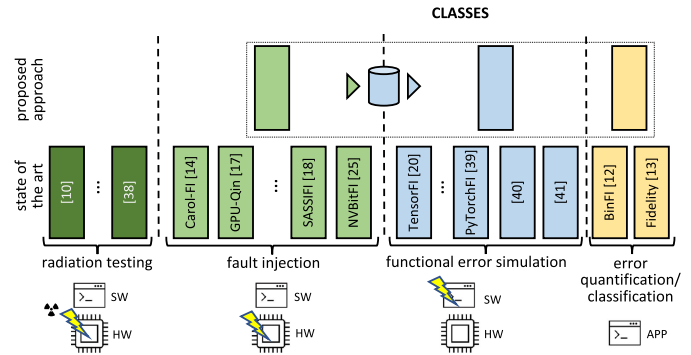 CLASSES
proposed
approach
state of
the art
[10]
...
[38]
Carol-FI [14]
GPU-Qin [17]
...
SASSIFI [18]
NVBitFI [25]
TensorFI [20]
...
PyTorchFI [39]
[40]
[41]
BinFI [12]
Fidelity [13]
radiation testing
fault injection
functional error simulation
error
quantification/
classification
SW
HW
SW
HW
SW
HW
APP